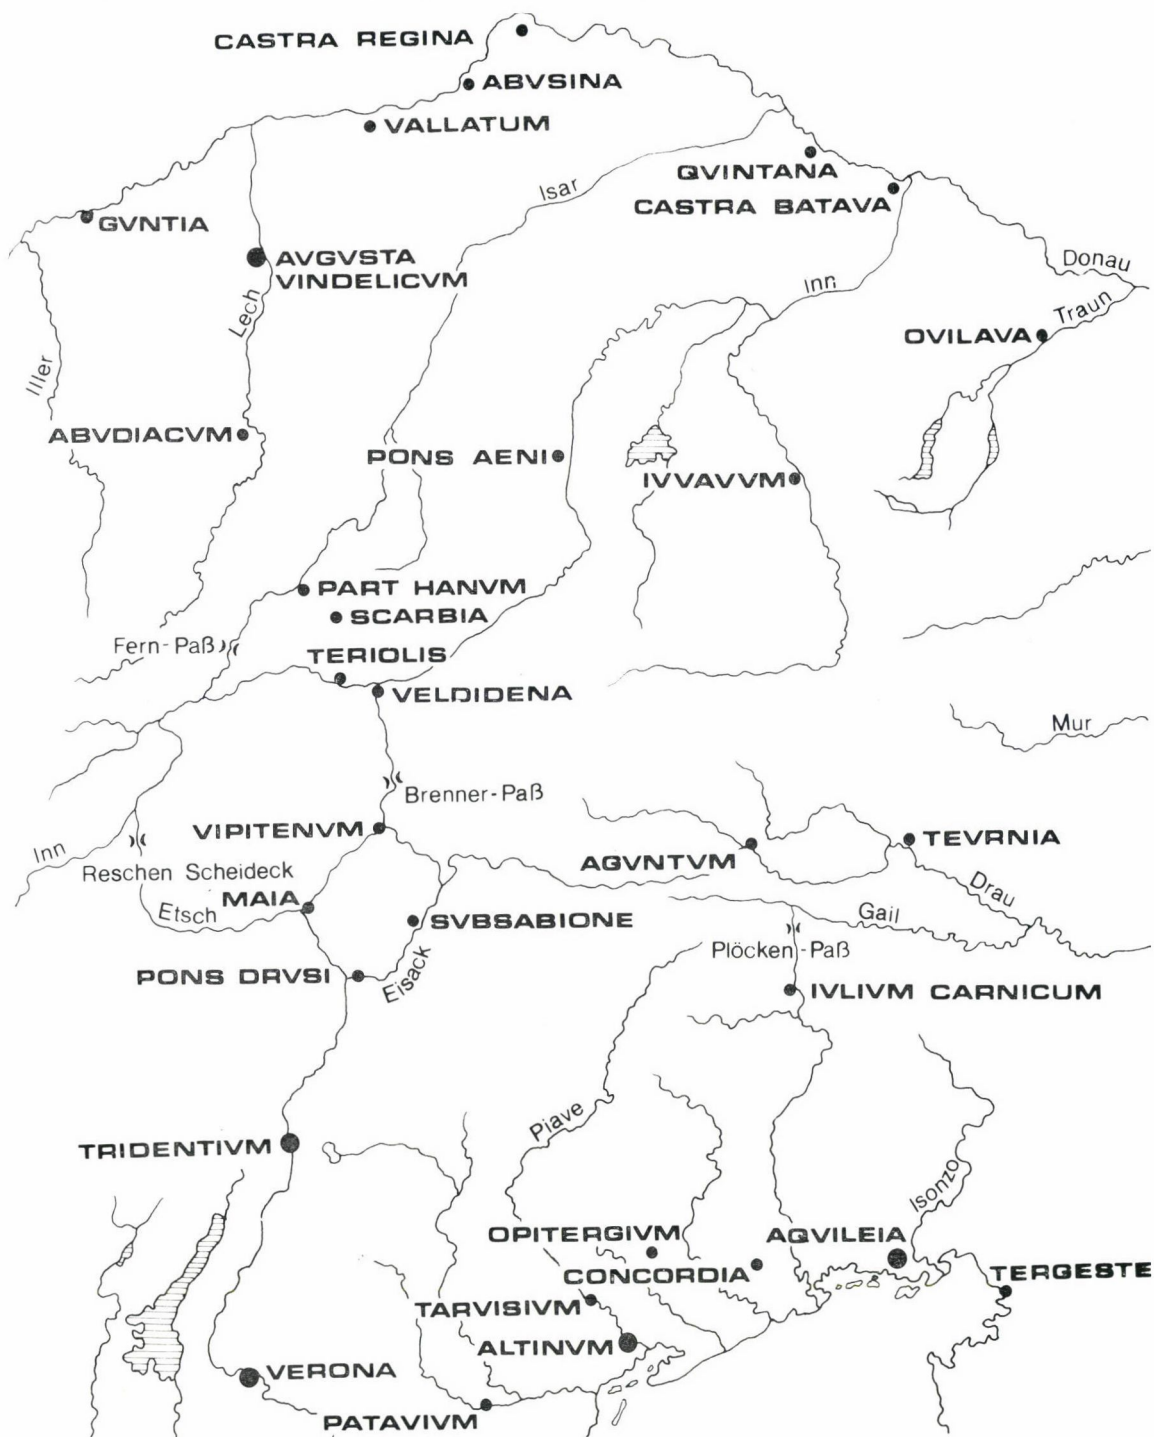 CASTRA REGINA
ABVSINA
VALLATUM
QVINTANA
Isar
CASTRA BATAVA
GVNTIA
AVGVSTA
VINDELICVM
Donau
Inn
Lech
Traun
OVILAVA
Iller
ABVDIACVM
PONS AENI
IVVAVVM
PART HANVM
SCARBIA
Fern-Paß
TERIOLIS
VELDIDENA
Mur
Brenner-Paß
VIPITENVM
TEVRNIA
Inn
AGVNTVM
Reschen Scheideck
Drau
MAIA
Etsch
Gail
SVBSABIONE
Plöcken-Paß
PONS DRVSI
Eisack
IVLIVM CARNICUM
Piave
TRIDENTIVM
Isonzo
OPITERGIVM
AQVILEIA
CONCORDIA
TERGESTE
TARVISIVM
ALTINVM
VERONA
PATAVIVM